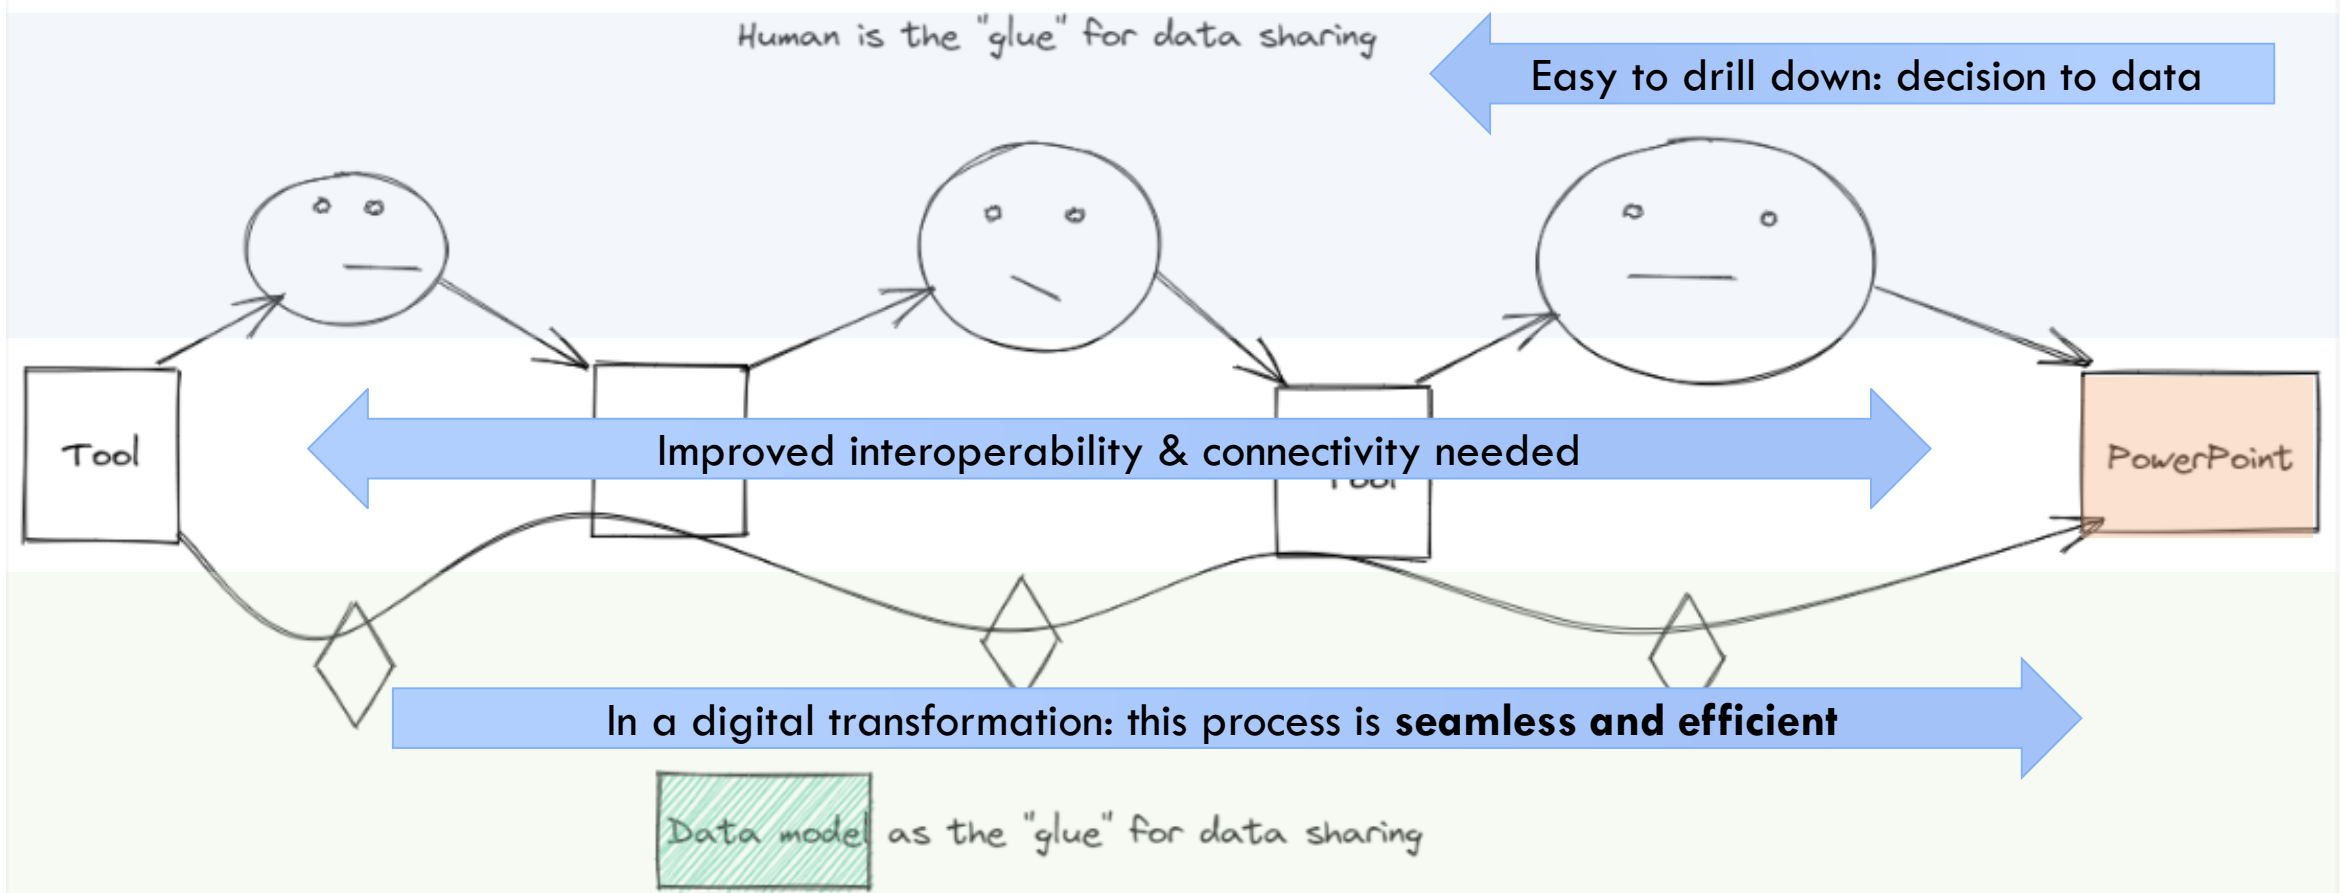 Human is the "glue" for data sharing
Easy to drill down: decision to data
Tool
Improved interoperability & connectivity needed
Tool
PowerPoint
In a digital transformation: this process is seamless and efficient
Data model as the "glue" for data sharing